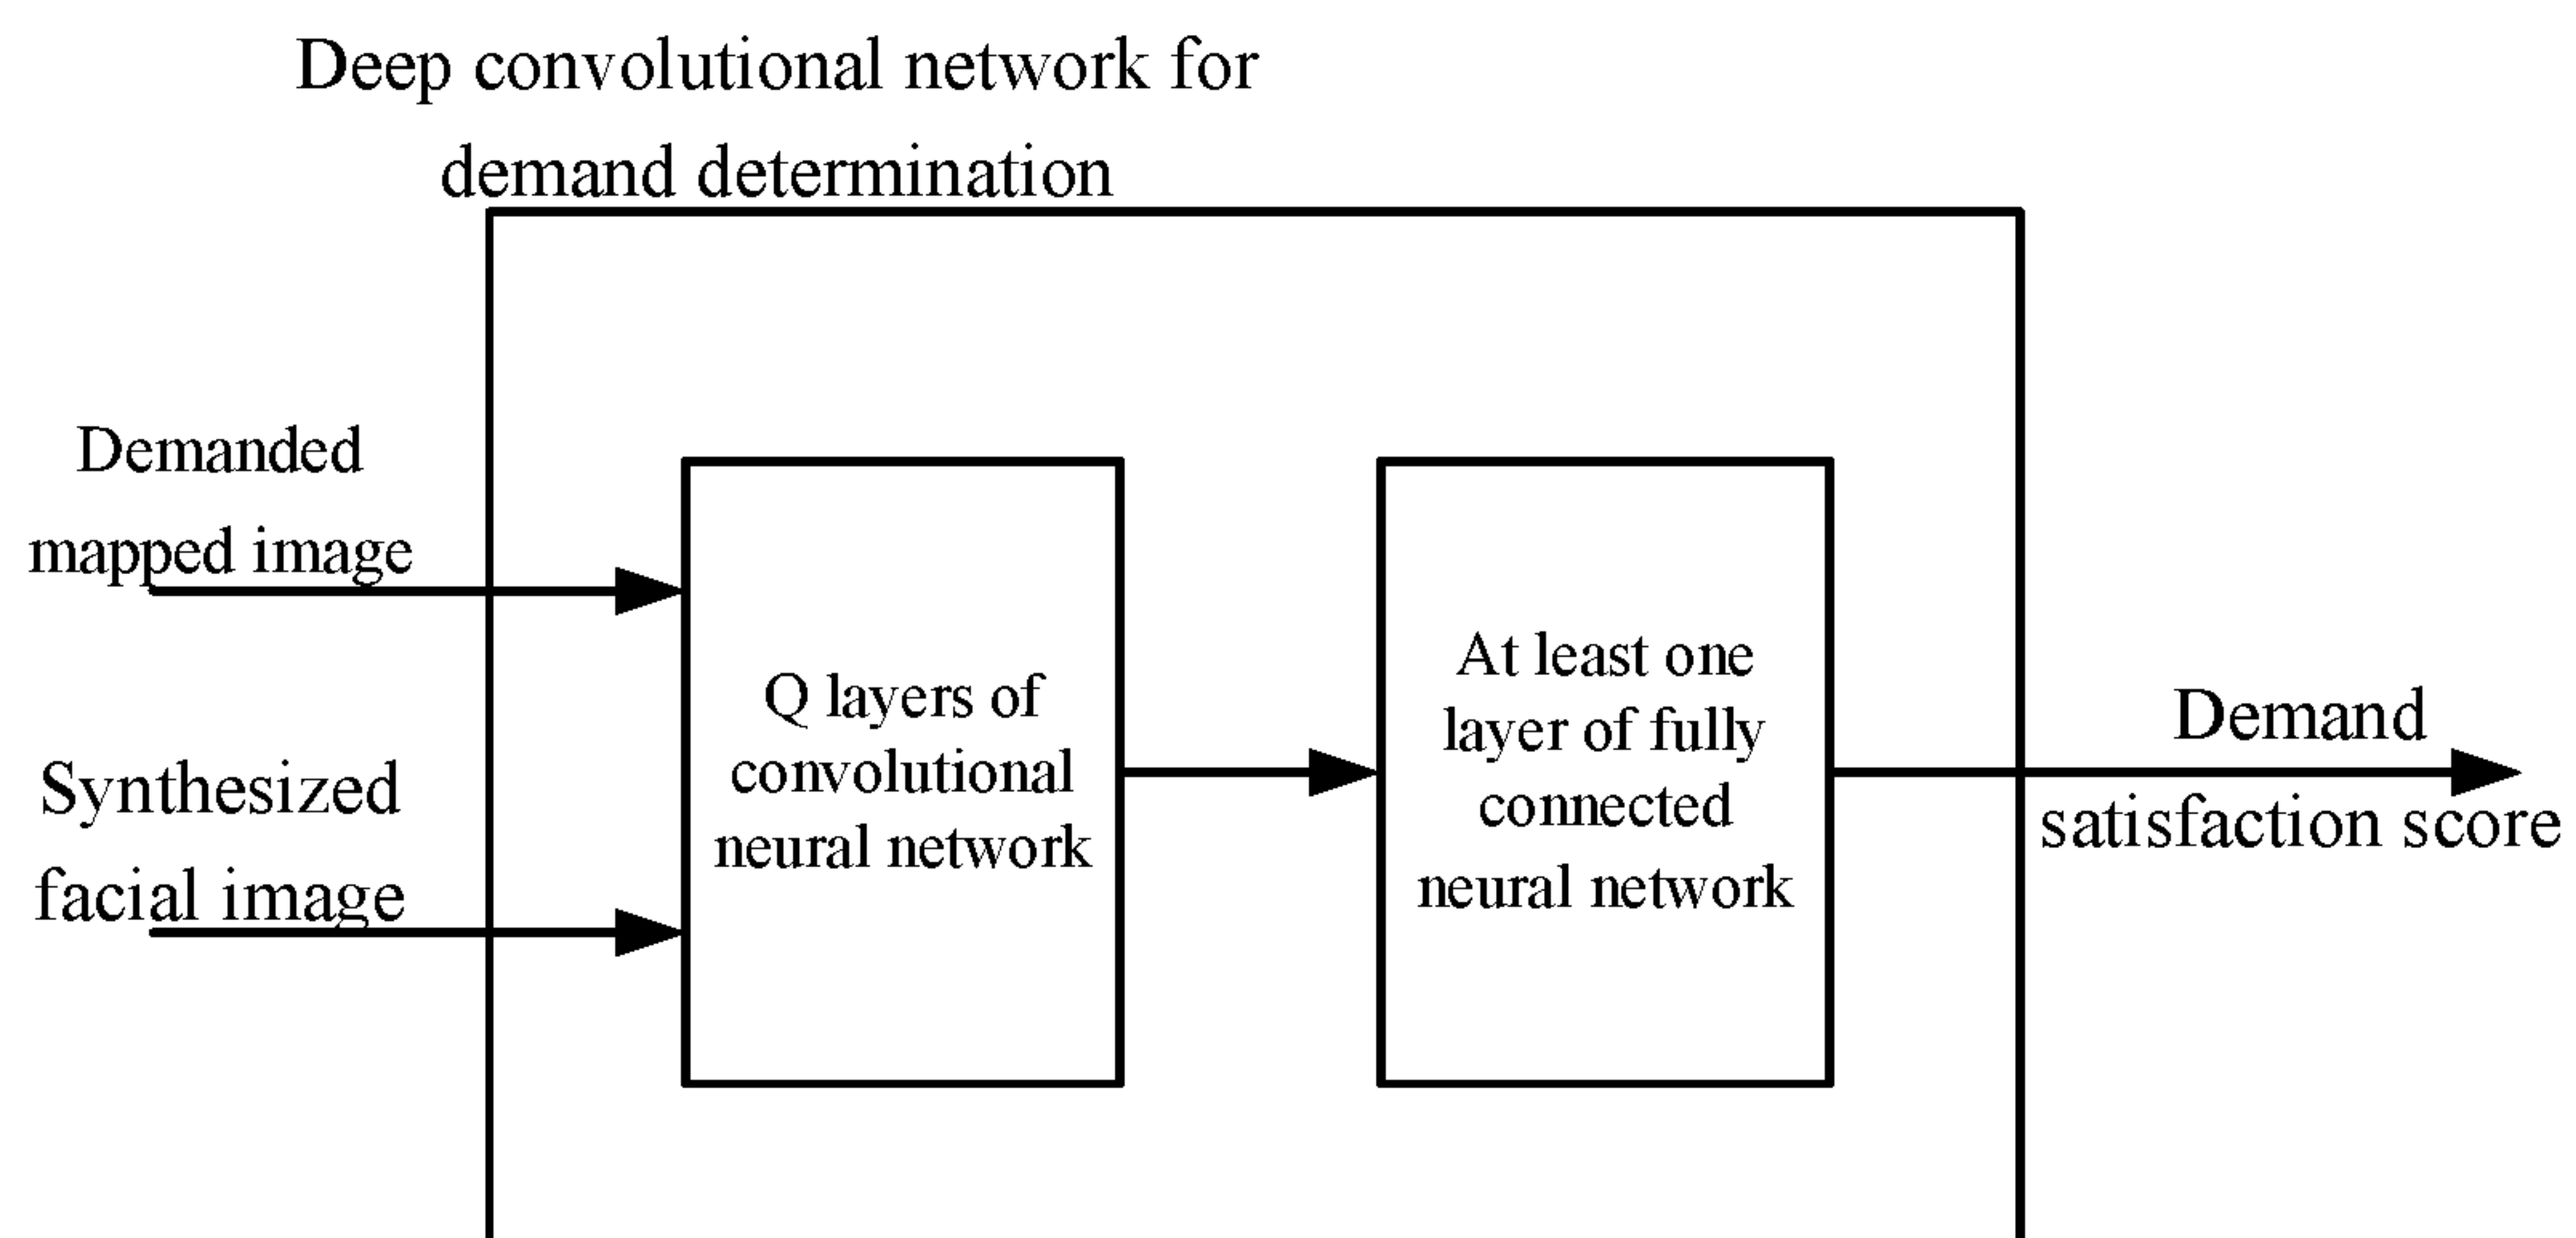 Deep convolutional network for
demand determination
Demanded
mapped image
Synthesized
facial image
Q layers of
convolutional
neural network
At least one
layer of fully
connected
neural network
Demand
satisfaction score